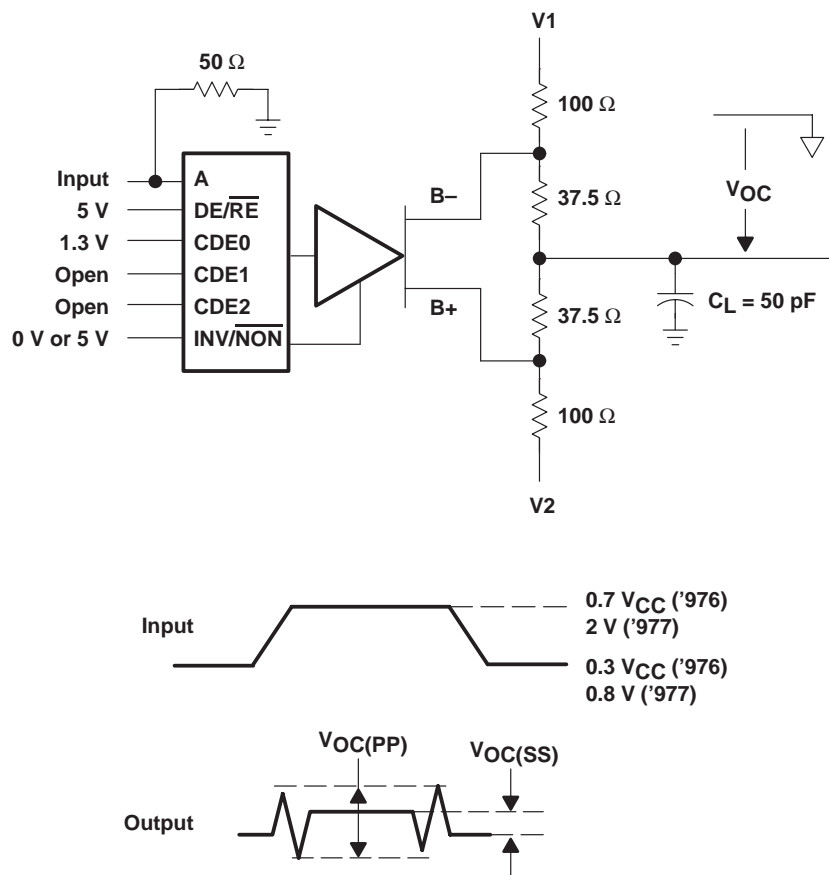 V1
50 Ω
100 Ω
Input
A
B–
VOC
5 V
DE/RE
37.5 Ω
1.3 V
CDE0
Open
CDE1
CL = 50 pF
Open
CDE2
B+
37.5 Ω
0 V or 5 V
INV/NON
100 Ω
V2
Input
0.7 VCC ('976)
2 V ('977)
0.3 VCC ('976)
0.8 V ('977)
VOC(PP)
VOC(SS)
Output